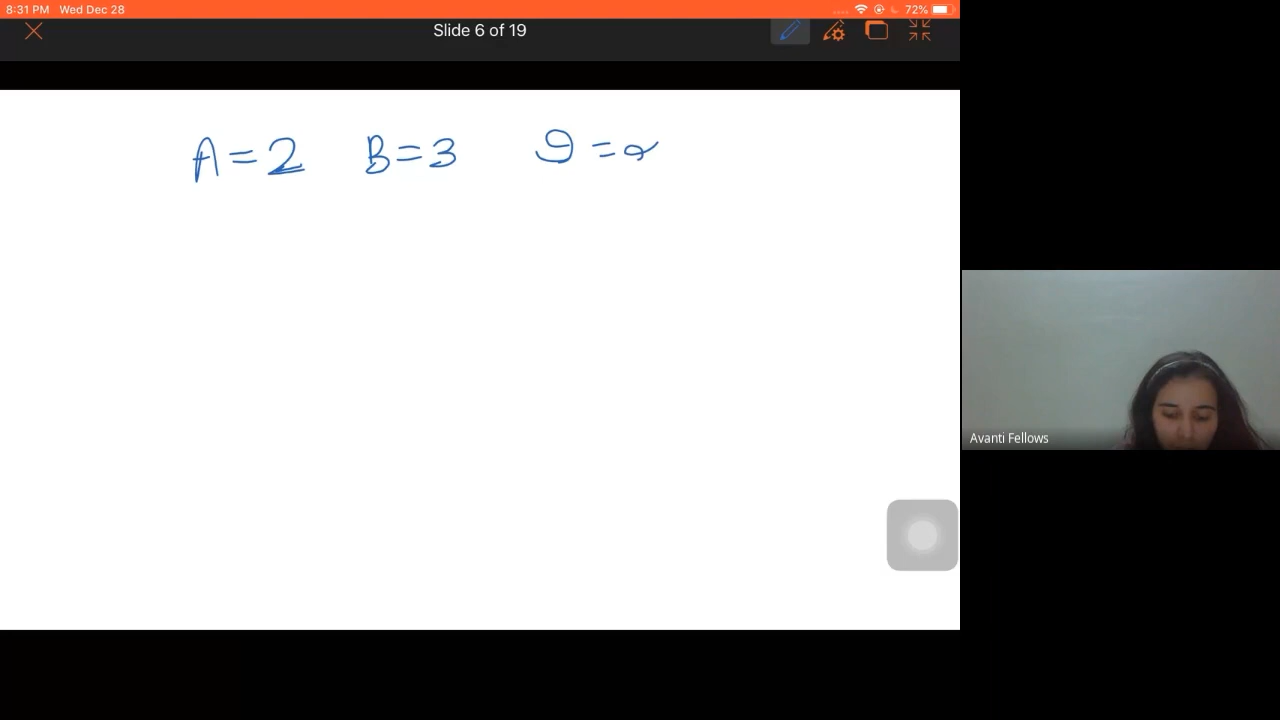 8:31 PM Wed Dec 28 72%
Slide 6 of 19
A = 2 B = 3
Avanti Fellows